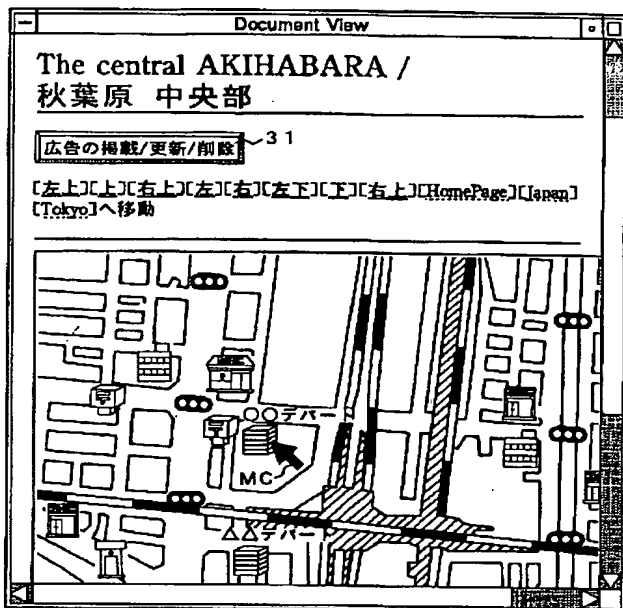 Document View
The central AKIHABARA /
秋葉原 中央部
広告の掲載/更新/削除
31
[左上][上][右上][左][右][左下][下][右上][HomePage][Japan]
[Tokyo]へ移動
○○デパート
MC
△△デパート